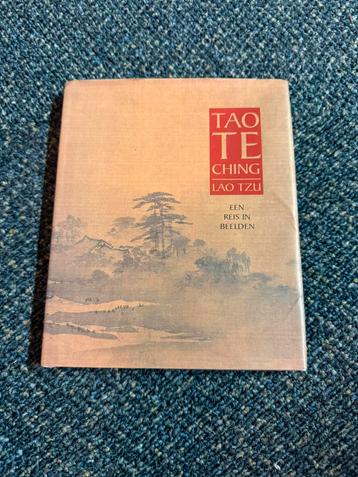 TAO
TE
CHING
LAO TZU
EEN
REIS IN
BEELDEN